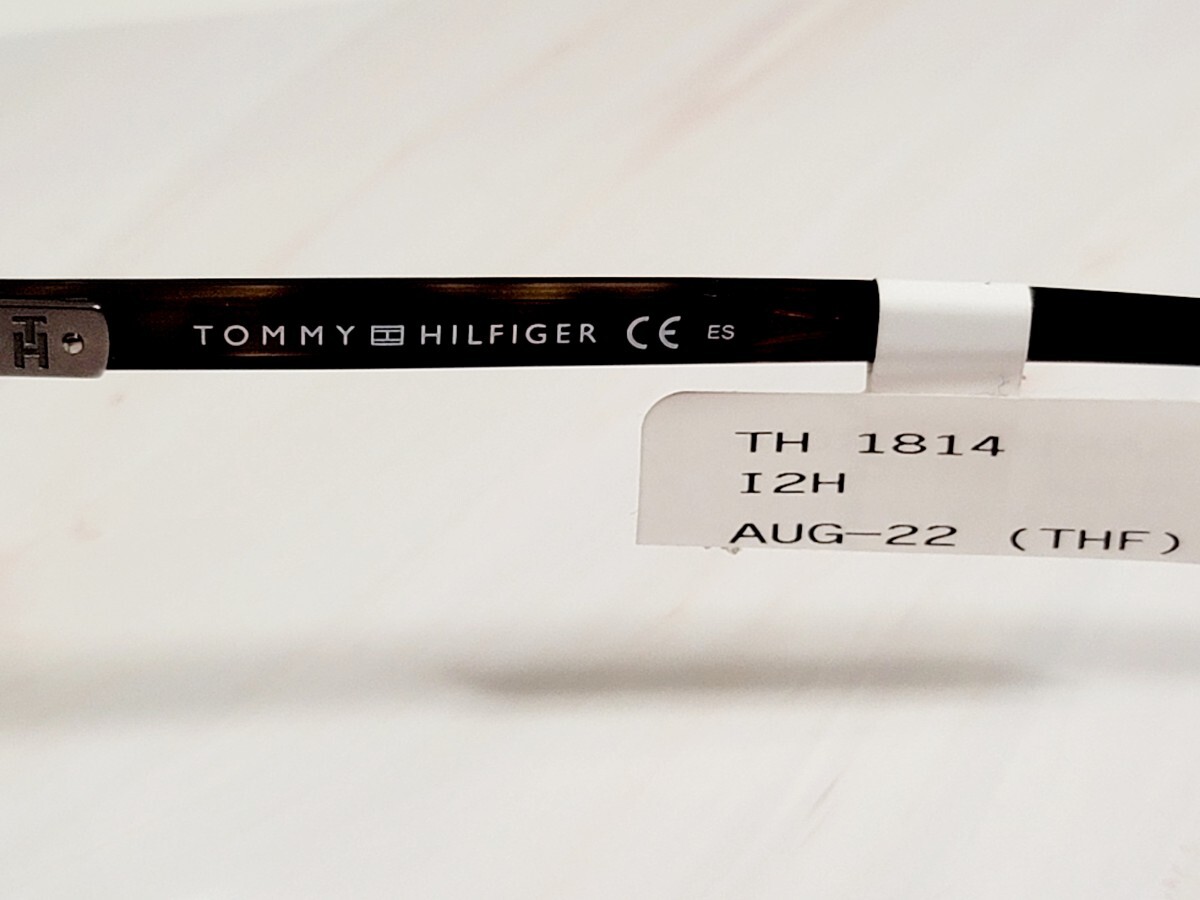 TH
TOMMY HILFIGER CE ES
TH 1814
I2H
AUG-22 (THF)